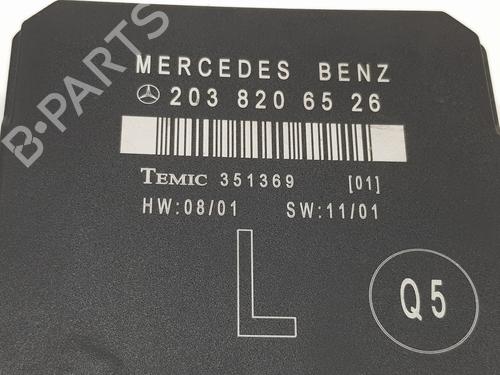 B-PARTS
MERCEDES BENZ
203 820 65 26
TEMIC 351369 [01]
HW:08/01 SW:11/01
L
Q5